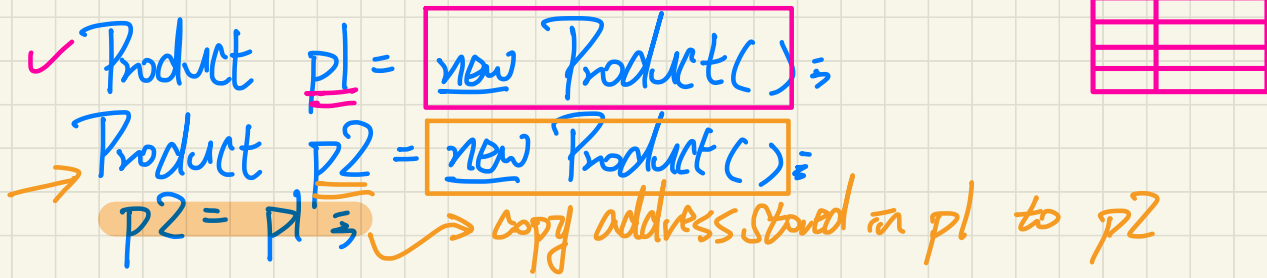 Product p1 = new Product();
Product p2 = new Product();
p2 = p1; copy address stored in p1 to p2